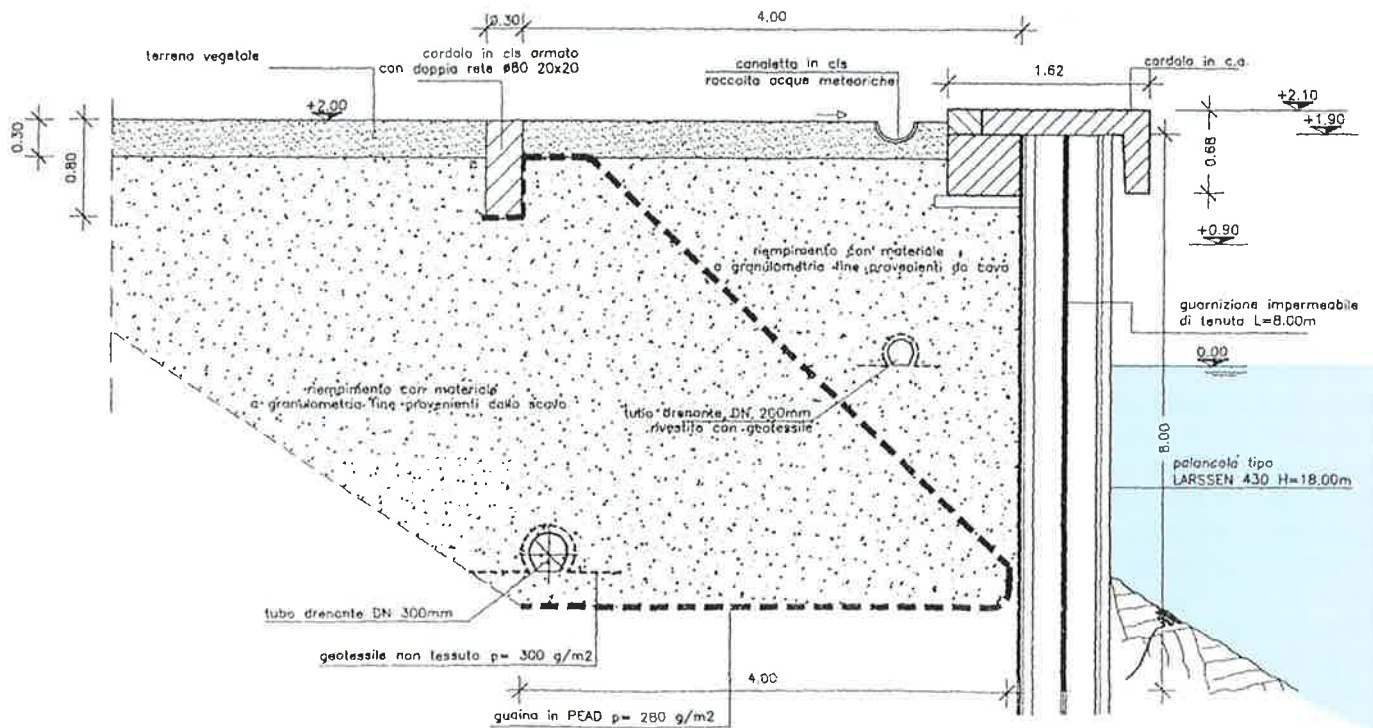 0.30
4.00
terreno vegetale
cordolo in cls armato
con doppia rete ø80 20x20
canaletta in cls
raccolta acque meteoriche
1.62
cordolo in c.a.
+2.00
+2.10
+1.90
0.30
0.80
0.68
+0.90
riempimento con materiale
a granulometria fine provenienti da cava
guarnizione impermeabile
di tenuta L=8.00m
0.00
riempimento con materiale
a granulometria fine provenienti dallo scavo
tubo drenante DN 200mm
rivestito con geotessile
8.00
palancola tipo
LARSSEN 430 H=18.00m
tubo drenante DN 300mm
geotessile non tessuto p= 300 g/m2
4.00
guaina in PEAD p= 280 g/m2